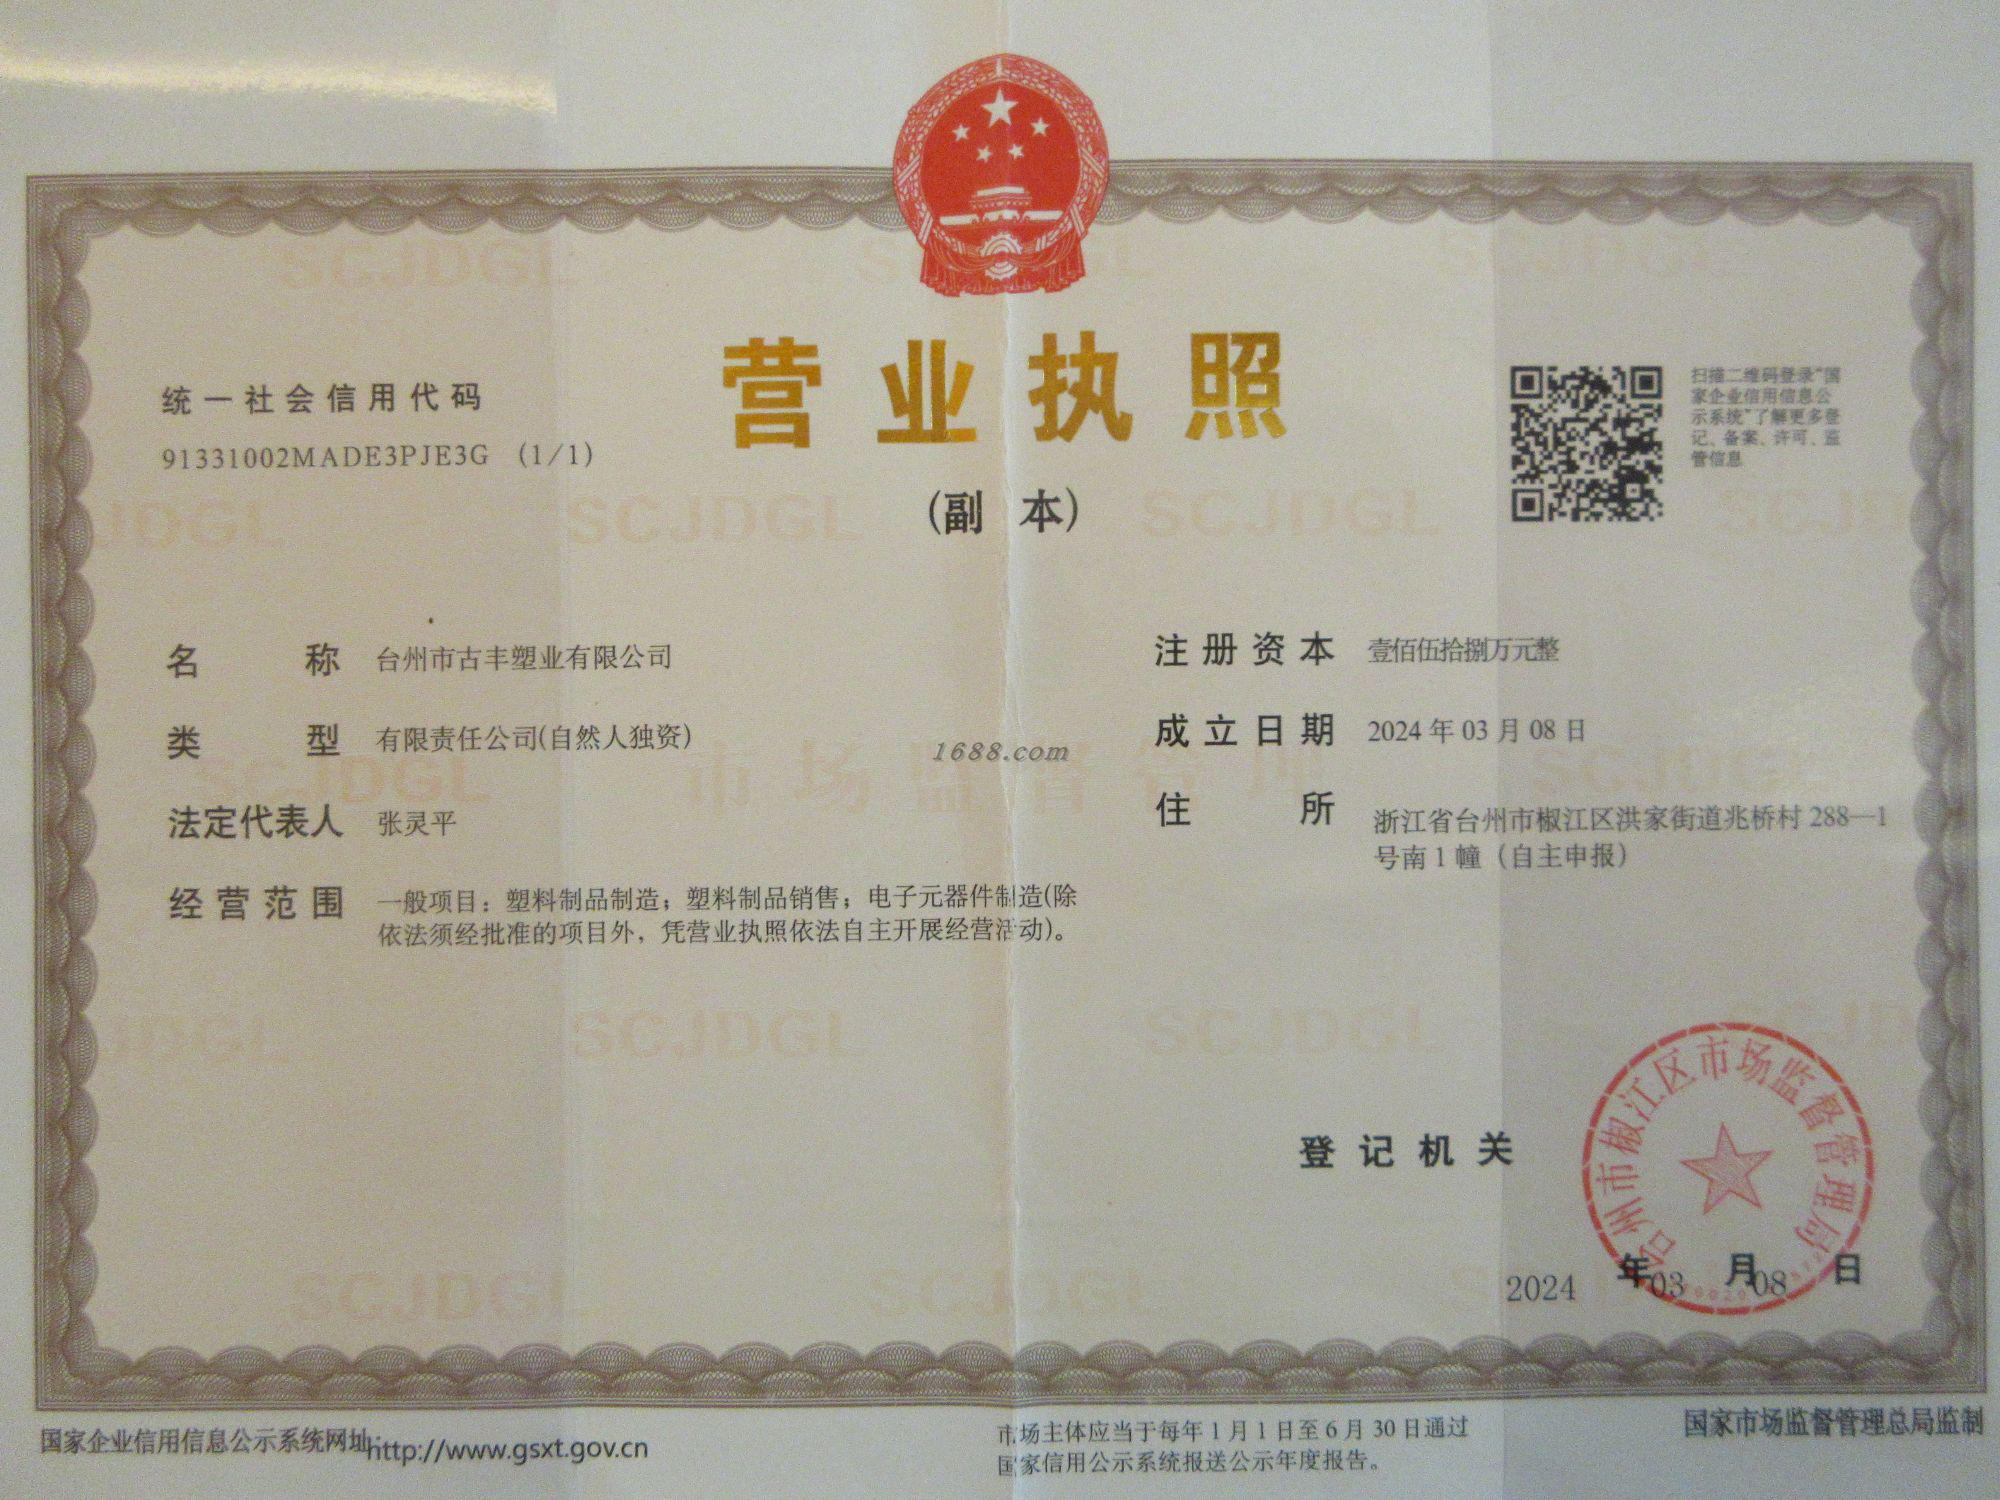 营业执照
(副 本)
统一社会信用代码
91331002MADE3PJE3G (1/1)
扫描二维码登录“国
家企业信用信息公
示系统”了解更多登
记、备案、许可、监
管信息
名 称 台州市古丰塑业有限公司
类 型 有限责任公司(自然人独资)
法定代表人 张灵平
经营范围 一般项目：塑料制品制造；塑料制品销售；电子元器件制造(除
依法须经批准的项目外，凭营业执照依法自主开展经营活动)。
注册资本 壹佰伍拾捌万元整
成立日期 2024年03月08日
住 所 浙江省台州市椒江区洪家街道兆桥村288—1
号南1幢（自主申报）
1688.com
登记机关
台州市椒江区市场监督管理局
2024 年 03 月 08 日
国家企业信用信息公示系统网址：http://www.gsxt.gov.cn
市场主体应当于每年1月1日至6月30日通过
国家信用公示系统报送公示年度报告。
国家市场监督管理总局监制
SCJDGL
市场监督管理